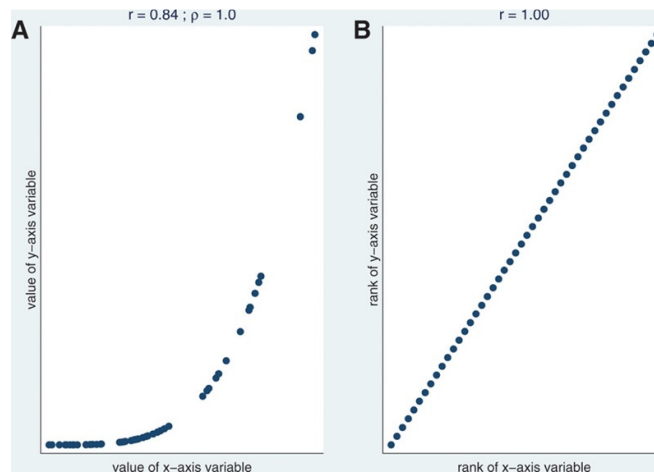 A
r = 0.84 ; ρ = 1.0
value of y−axis variable
value of x−axis variable
B
r = 1.00
rank of y−axis variable
rank of x−axis variable